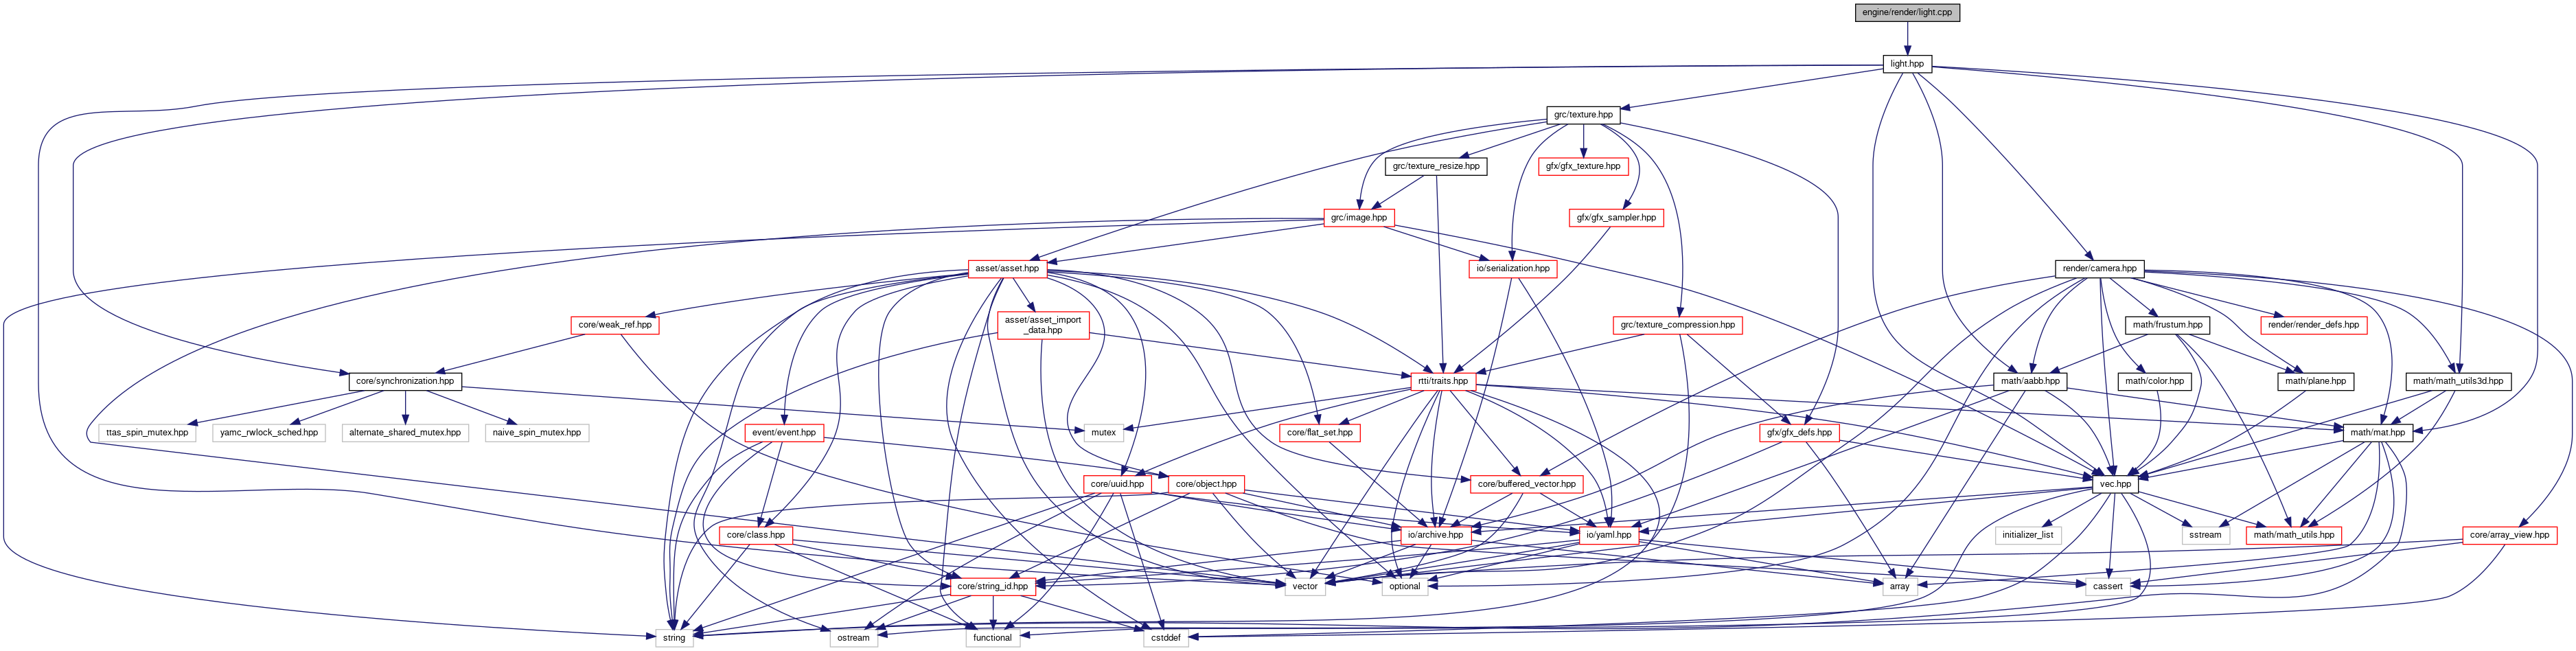 engine/render/light.cpp
light.hpp
grc/texture.hpp
grc/texture_resize.hpp
gfx/gfx_texture.hpp
grc/image.hpp
gfx/gfx_sampler.hpp
asset/asset.hpp
io/serialization.hpp
render/camera.hpp
core/weak_ref.hpp
asset/asset_import
_data.hpp
grc/texture_compression.hpp
math/frustum.hpp
render/render_defs.hpp
core/synchronization.hpp
rtti/traits.hpp
math/aabb.hpp
math/color.hpp
math/plane.hpp
math/math_utils3d.hpp
ttas_spin_mutex.hpp
yamc_rwlock_sched.hpp
alternate_shared_mutex.hpp
naive_spin_mutex.hpp
event/event.hpp
mutex
core/flat_set.hpp
gfx/gfx_defs.hpp
math/mat.hpp
core/uuid.hpp
core/object.hpp
core/buffered_vector.hpp
vec.hpp
core/class.hpp
io/archive.hpp
io/yaml.hpp
initializer_list
sstream
math/math_utils.hpp
core/array_view.hpp
core/string_id.hpp
vector
optional
array
cassert
string
ostream
functional
cstddef